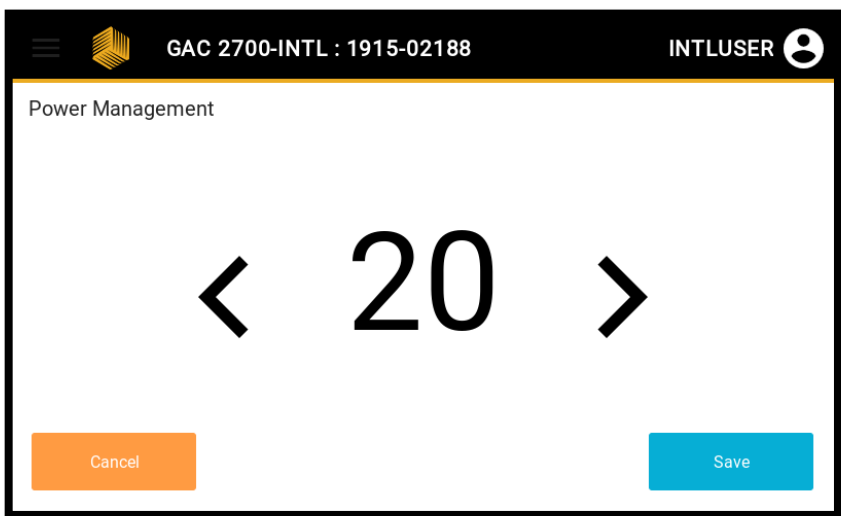 GAC 2700-INTL : 1915-02188 INTLUSER
Power Management
20
Cancel Save